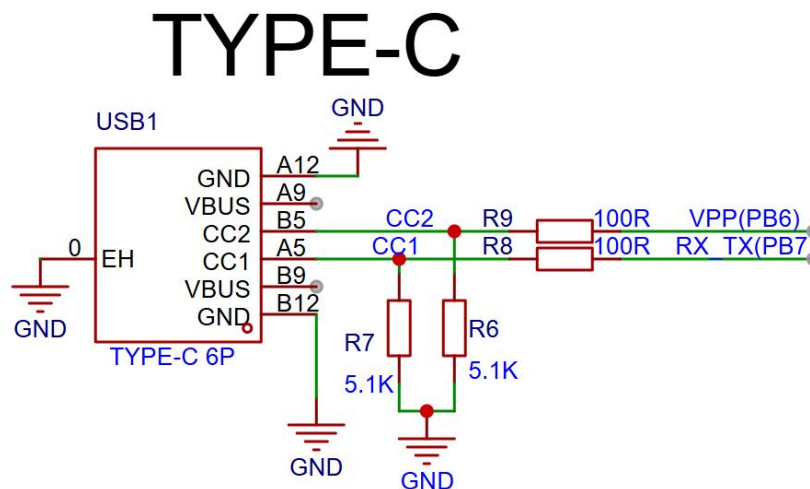 TYPE-C
USB1
GND
GND A12
VBUS A9
CC2 B5 CC2 R9 100R VPP(PB6)
0 EH CC1 A5 CC1 R8 100R RX_TX(PB7
VBUS B9
GND B12
GND
TYPE-C 6P
R7 R6
5.1K 5.1K
GND
GND